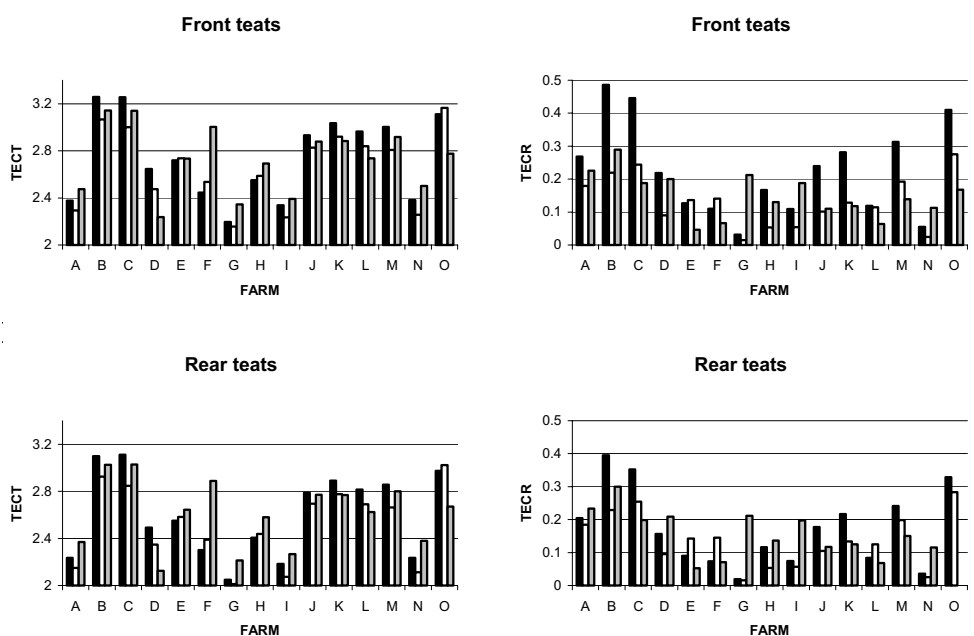 Front teats
3.2
2.8
2.4
2
TECT
A B C D E F G H I J K L M N O
FARM
Front teats
0.5
0.4
0.3
0.2
0.1
0
TECR
A B C D E F G H I J K L M N O
FARM
Rear teats
3.2
2.8
2.4
2
TECT
A B C D E F G H I J K L M N O
FARM
Rear teats
0.5
0.4
0.3
0.2
0.1
0
TECR
A B C D E F G H I J K L M N O
FARM